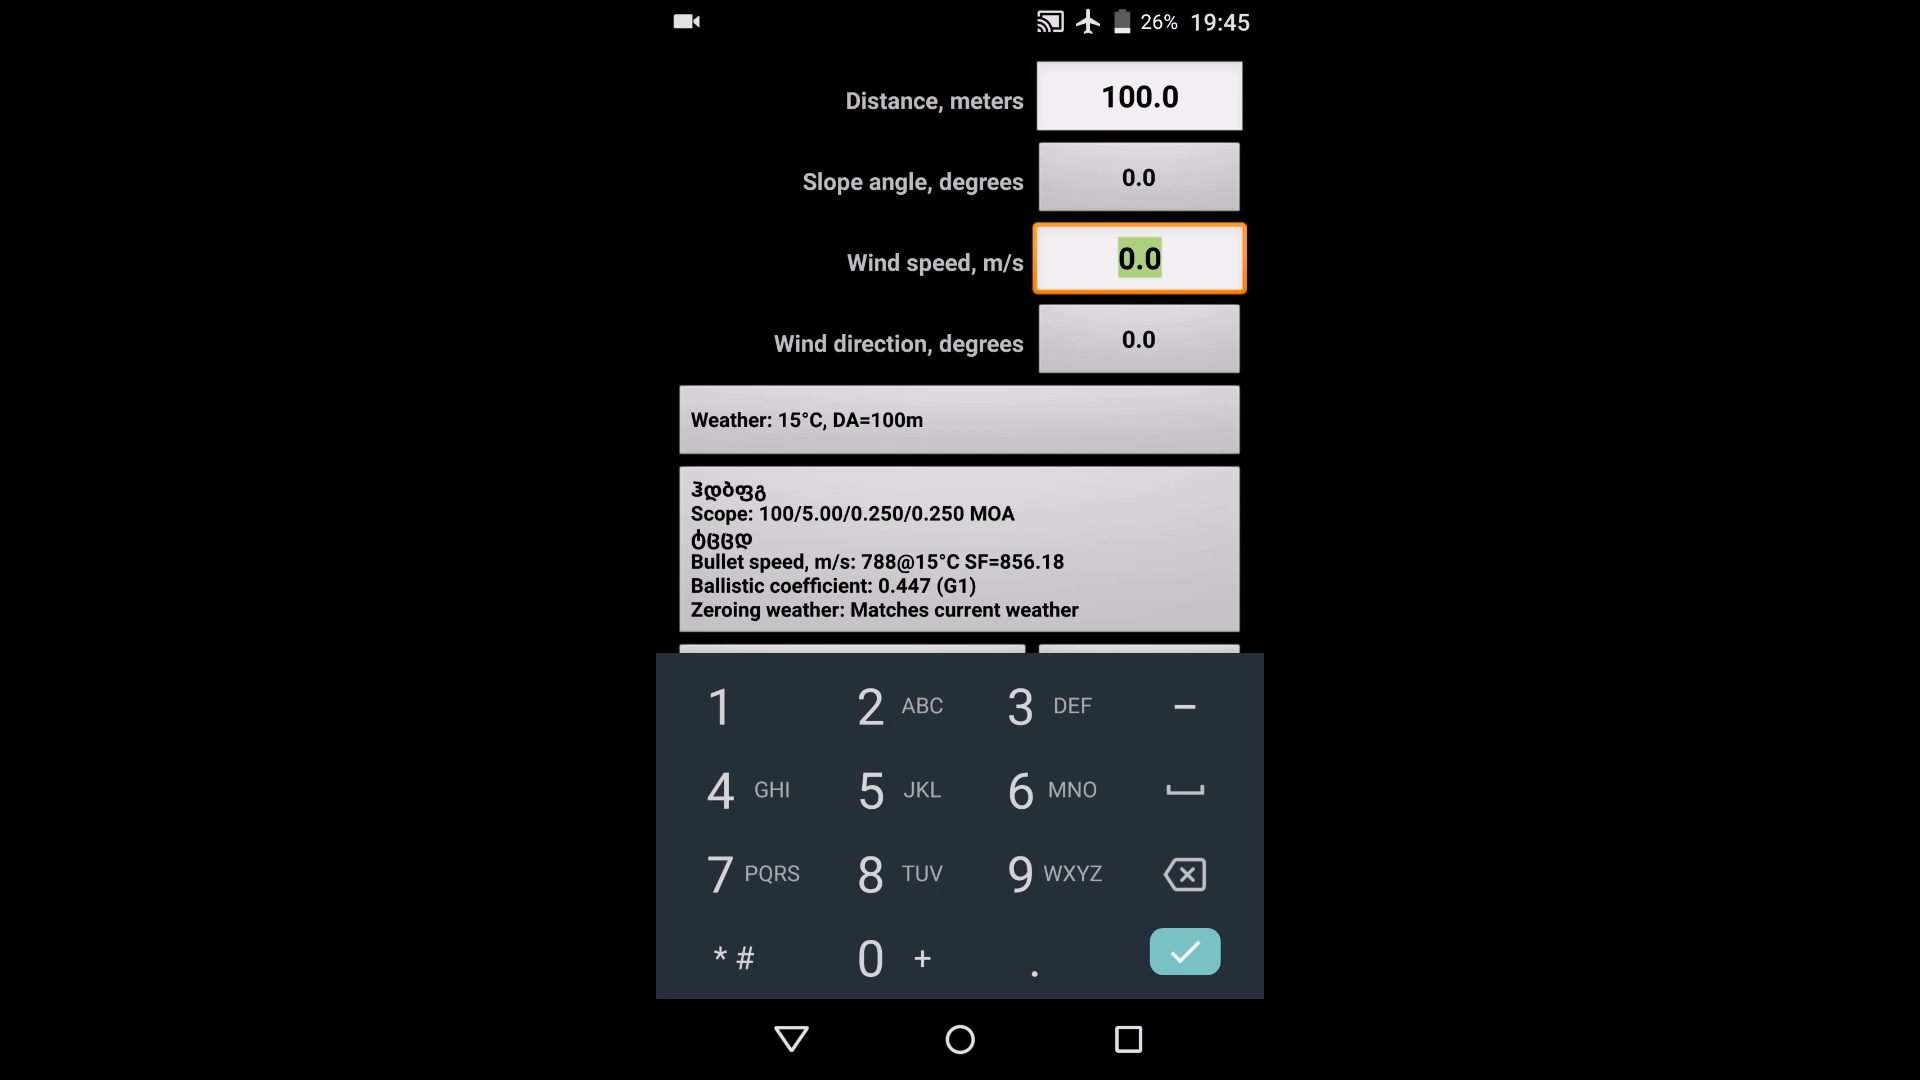 26% 19:45
Distance, meters 100.0
Slope angle, degrees 0.0
Wind speed, m/s 0.0
Wind direction, degrees 0.0
Weather: 15°C, DA=100m
ჰდბფგ
Scope: 100/5.00/0.250/0.250 MOA
ტცცდ
Bullet speed, m/s: 788@15°C SF=856.18
Ballistic coefficient: 0.447 (G1)
Zeroing weather: Matches current weather
1 2 ABC 3 DEF –
4 GHI 5 JKL 6 MNO
7 PQRS 8 TUV 9 WXYZ
* # 0 + .